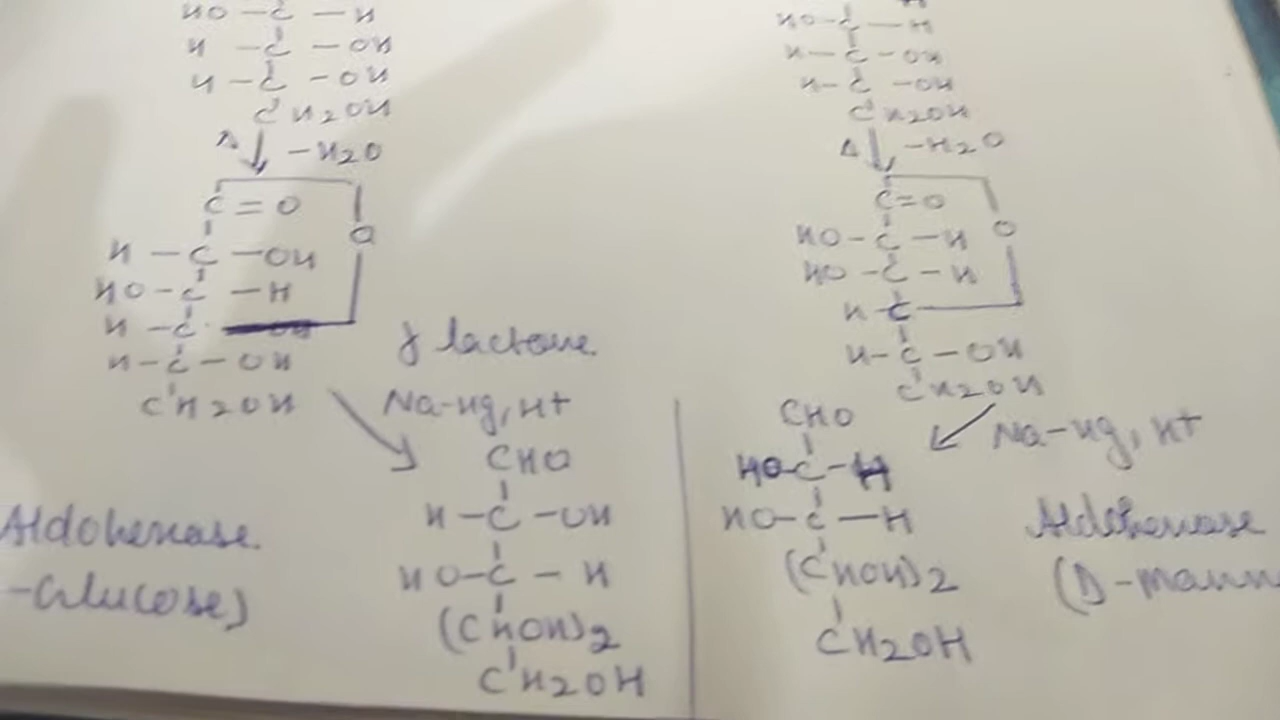 HO – C – H
H – C – OH
H – C – OH
CH2OH
Δ – H2O
C = O
O
H – C – OH
HO – C – H
H – C
H – C – OH
CH2OH
γ lactone
Na-Hg, H+
CHO
H – C – OH
HO – C – H
(CHOH)2
CH2OH
Aldohexose
-Glucose)
H
HO – C – H
H – C – OH
H – C – OH
CH2OH
Δ – H2O
C = O
O
HO – C – H
HO – C – H
H – C
H – C – OH
CH2OH
Na-Hg, H+
CHO
HO – C – H
HO – C – H
(CHOH)2
CH2OH
Aldohexose
(D-mann